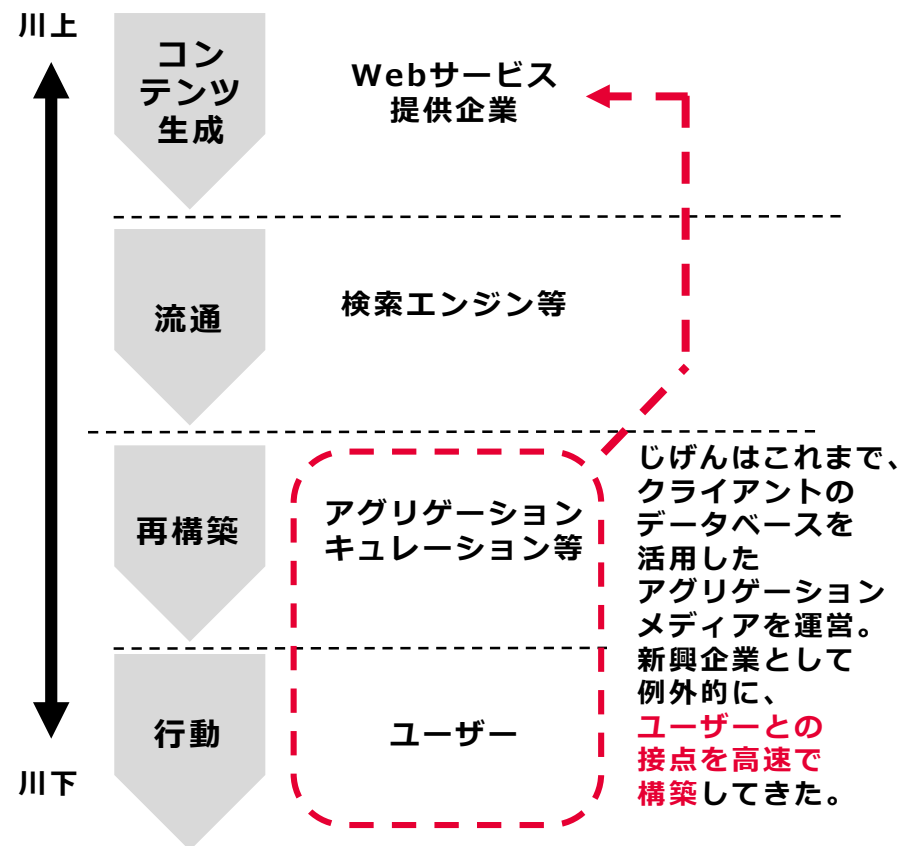 川上
コン
テンツ
生成
Webサービス
提供企業
流通
検索エンジン等
再構築
アグリゲーション
キュレーション等
じげんはこれまで、
クライアントの
データベースを
活用した
アグリゲーション
メディアを運営。
新興企業として
例外的に、
ユーザーとの
接点を高速で
構築してきた。
行動
ユーザー
川下